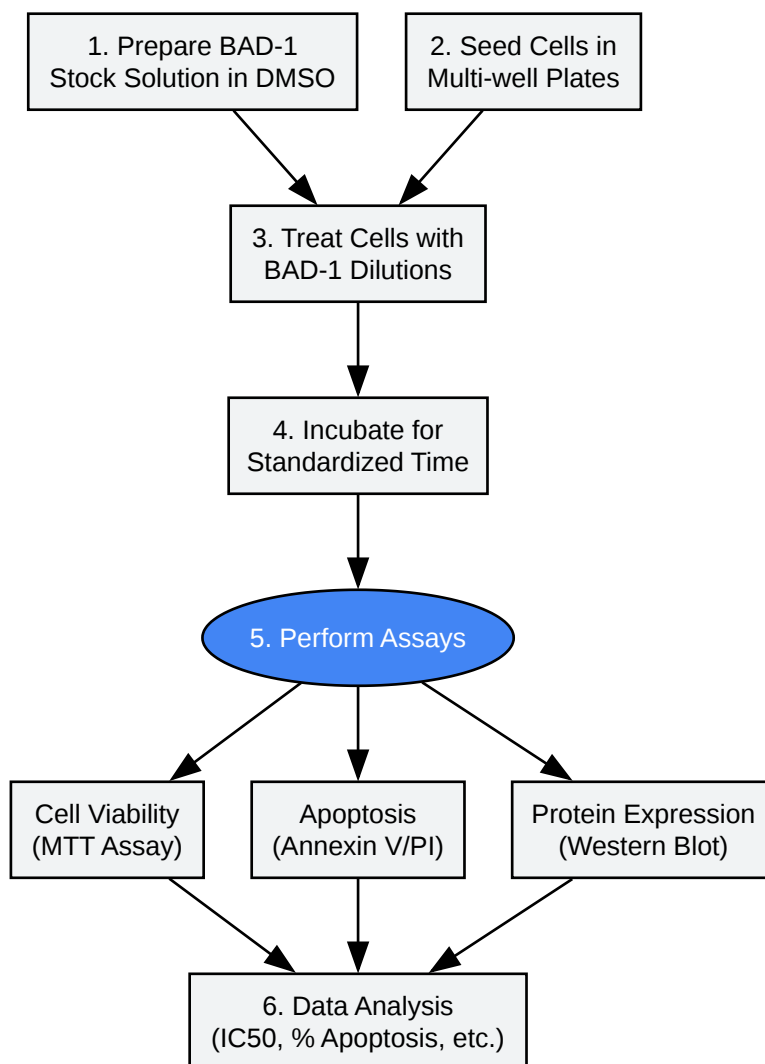 1. Prepare BAD-1
Stock Solution in DMSO
2. Seed Cells in
Multi-well Plates
3. Treat Cells with
BAD-1 Dilutions
4. Incubate for
Standardized Time
5. Perform Assays
Cell Viability
(MTT Assay)
Apoptosis
(Annexin V/PI)
Protein Expression
(Western Blot)
6. Data Analysis
(IC50, % Apoptosis, etc.)